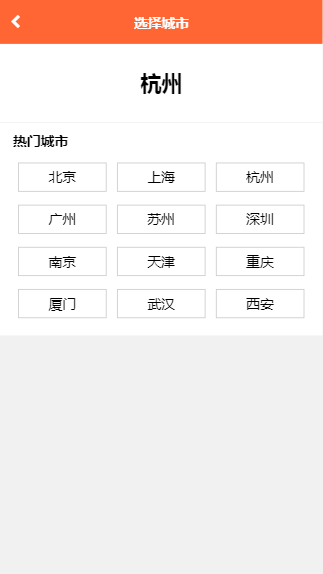 选择城市
杭州
热门城市
北京 上海 杭州
广州 苏州 深圳
南京 天津 重庆
厦门 武汉 西安